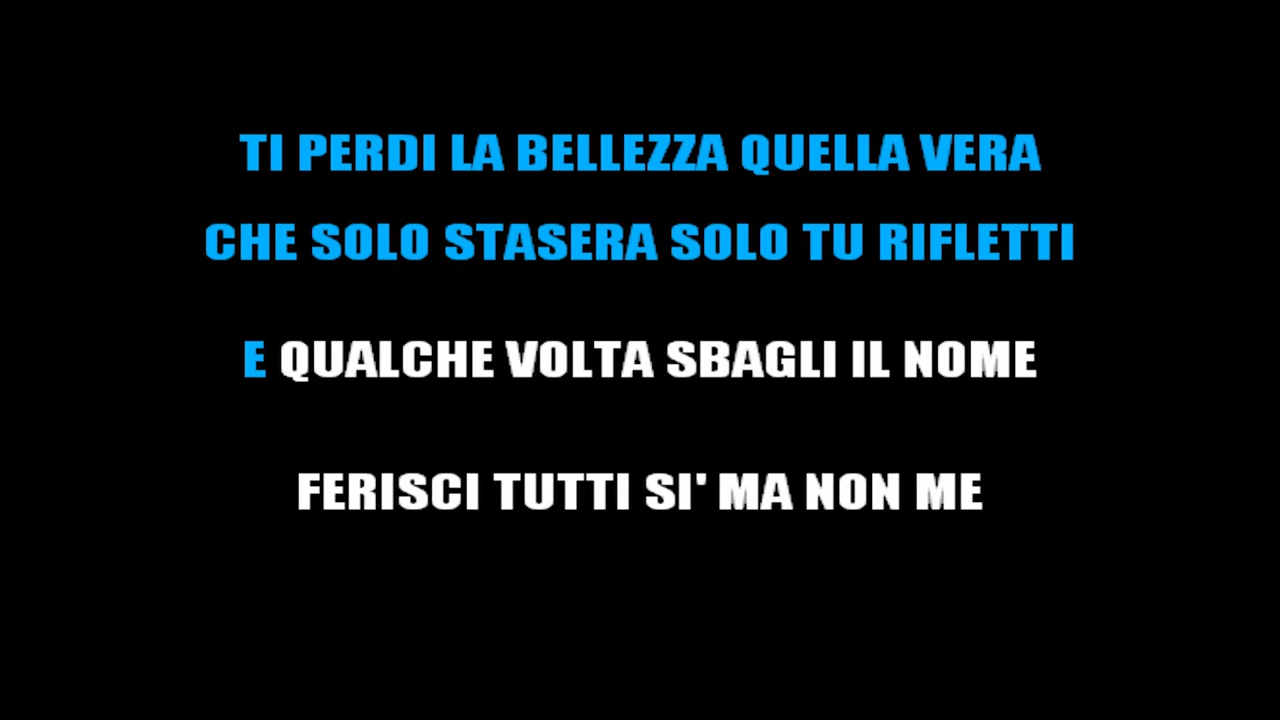 TI PERDI LA BELLEZZA QUELLA VERA
CHE SOLO STASERA SOLO TU RIFLETTI
E QUALCHE VOLTA SBAGLI IL NOME
FERISCI TUTTI SI' MA NON ME